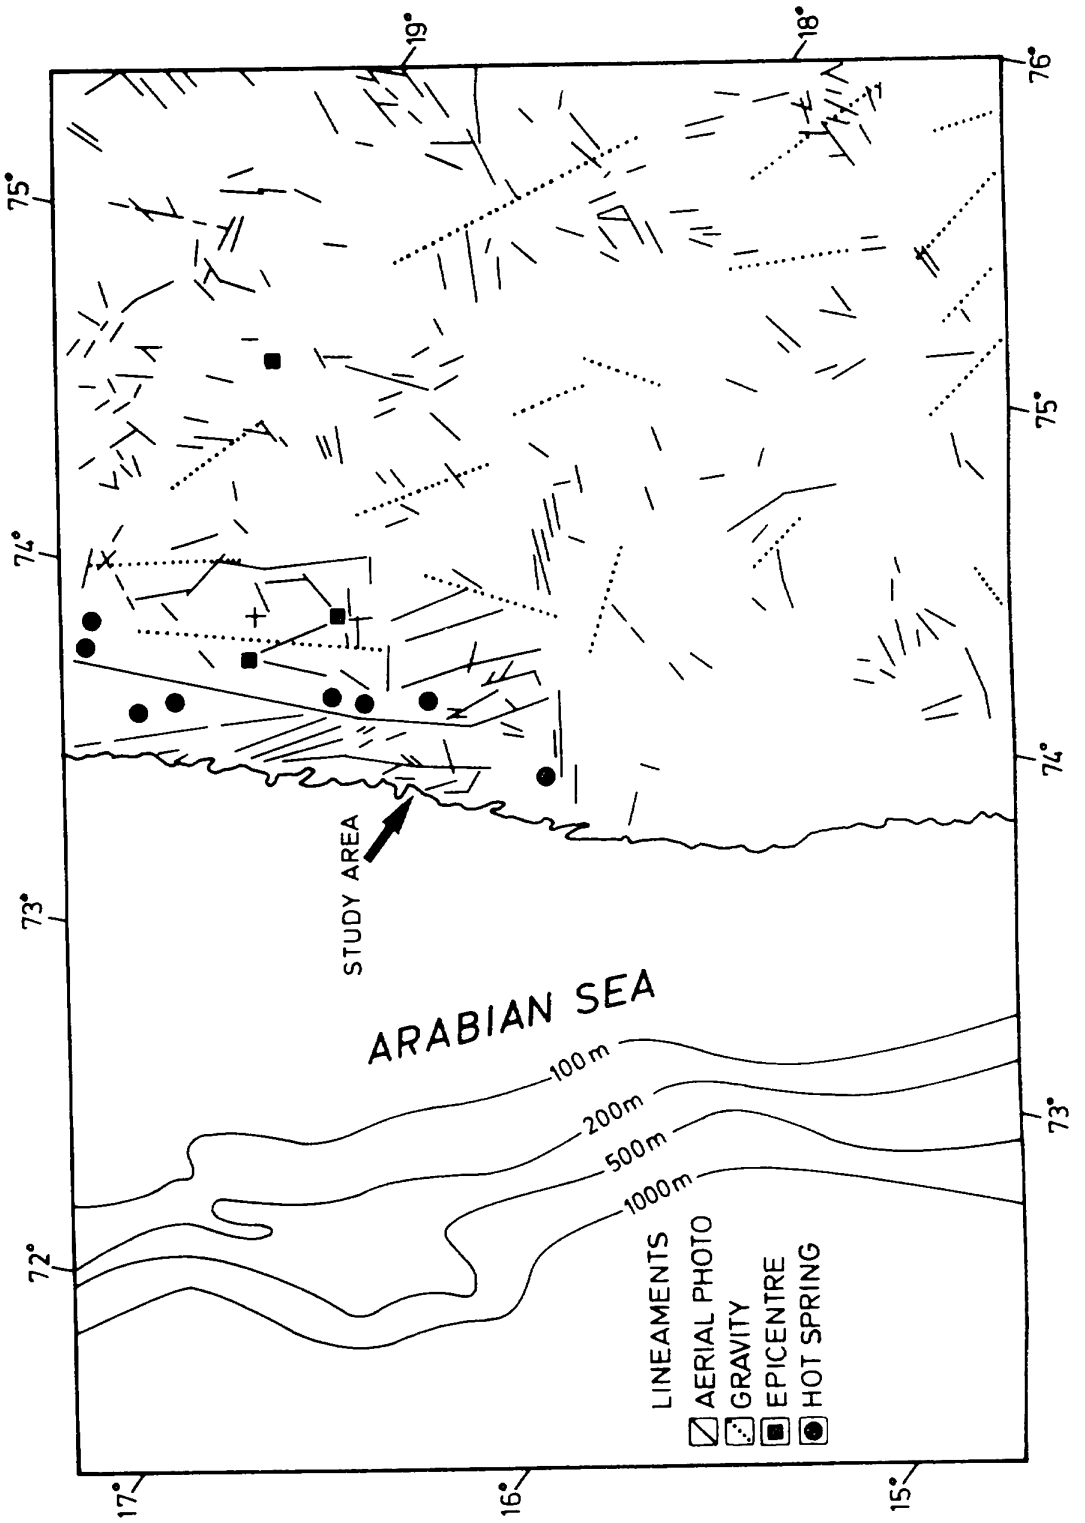 75°
74°
73°
72°
19°
18°
76°
75°
74°
73°
17°
16°
15°
STUDY AREA
ARABIAN SEA
100 m
200m
500m
1000m
LINEAMENTS
AERIAL PHOTO
GRAVITY
EPICENTRE
HOT SPRING